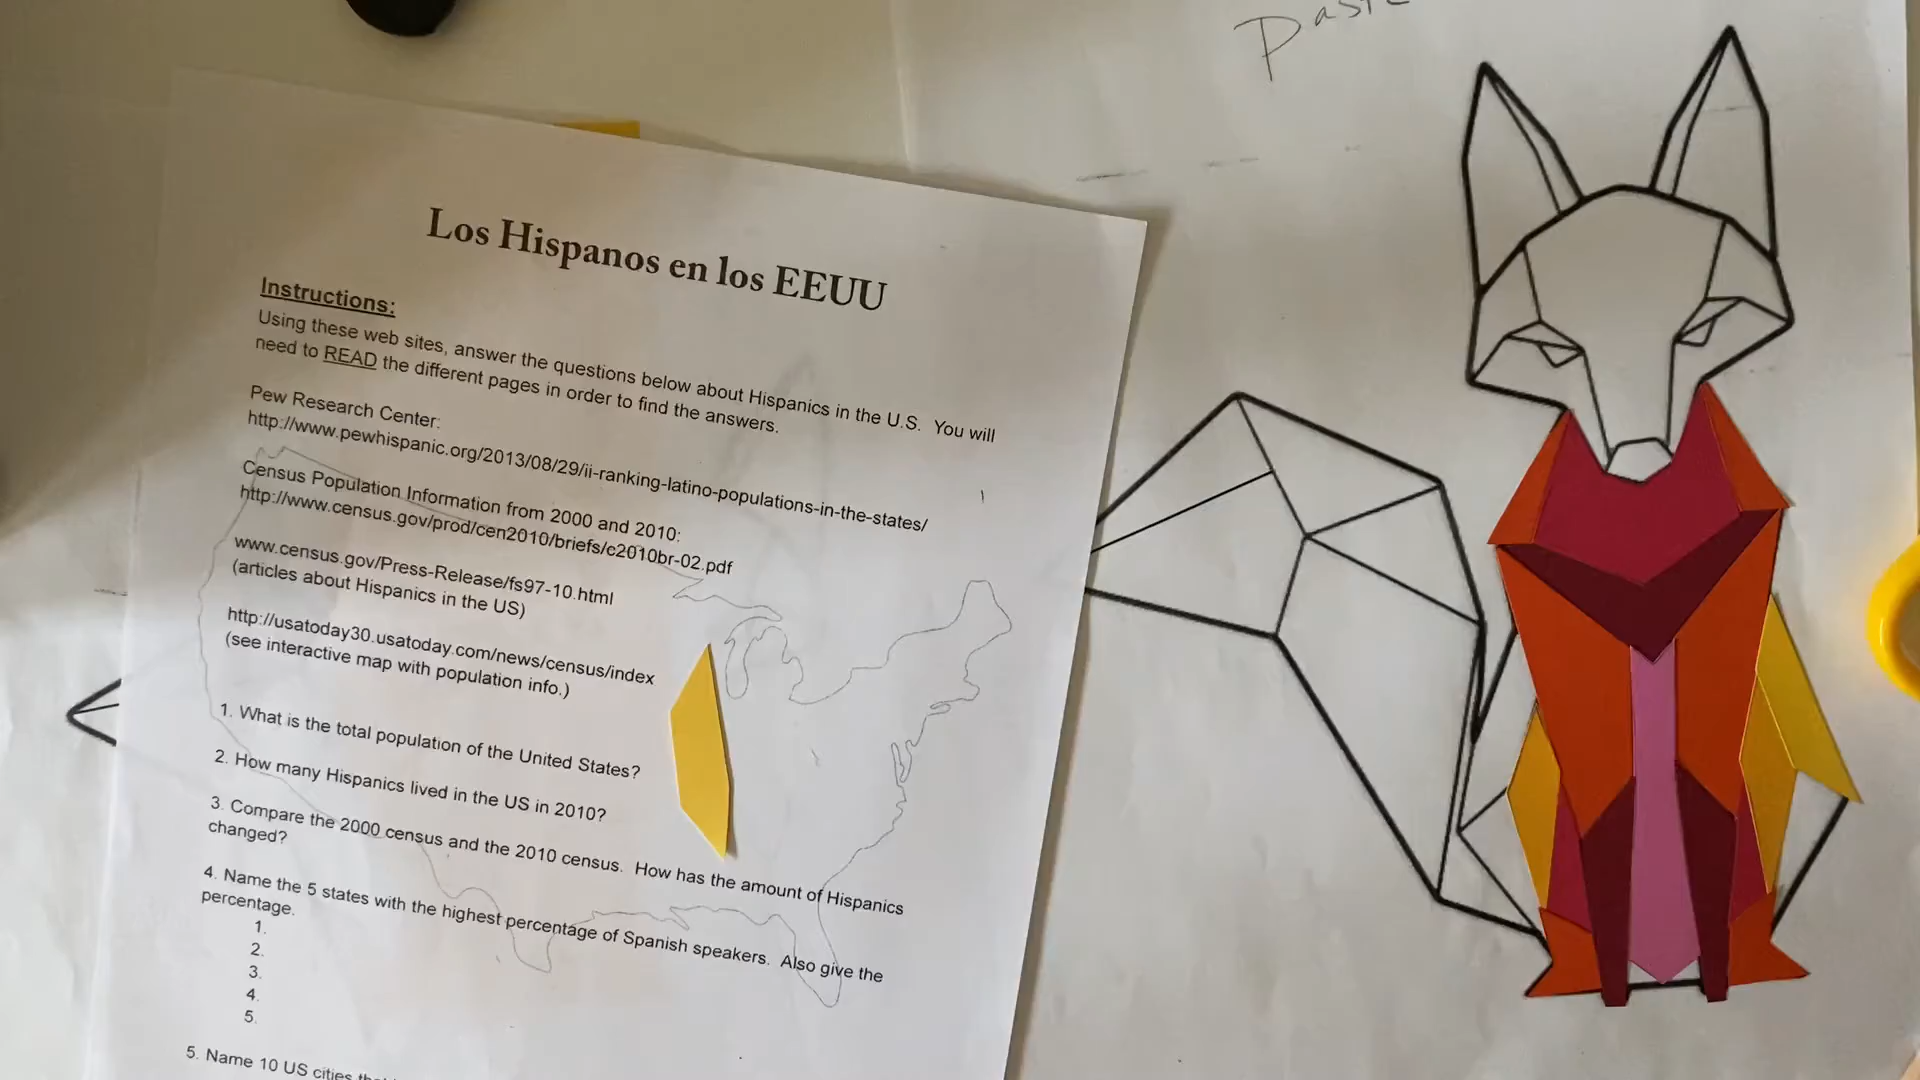 Los Hispanos en los EEUU
Instructions:
Using these web sites, answer the questions below about Hispanics in the U.S. You will
need to READ the different pages in order to find the answers.
Pew Research Center:
http://www.pewhispanic.org/2013/08/29/ii-ranking-latino-populations-in-the-states/
Census Population Information from 2000 and 2010:
http://www.census.gov/prod/cen2010/briefs/c2010br-02.pdf
www.census.gov/Press-Release/fs97-10.html
(articles about Hispanics in the US)
http://usatoday30.usatoday.com/news/census/index
(see interactive map with population info.)
1. What is the total population of the United States?
2. How many Hispanics lived in the US in 2010?
3. Compare the 2000 census and the 2010 census. How has the amount of Hispanics
changed?
4. Name the 5 states with the highest percentage of Spanish speakers. Also give the
percentage.
1.
2.
3.
4.
5.
5. Name 10 US cities